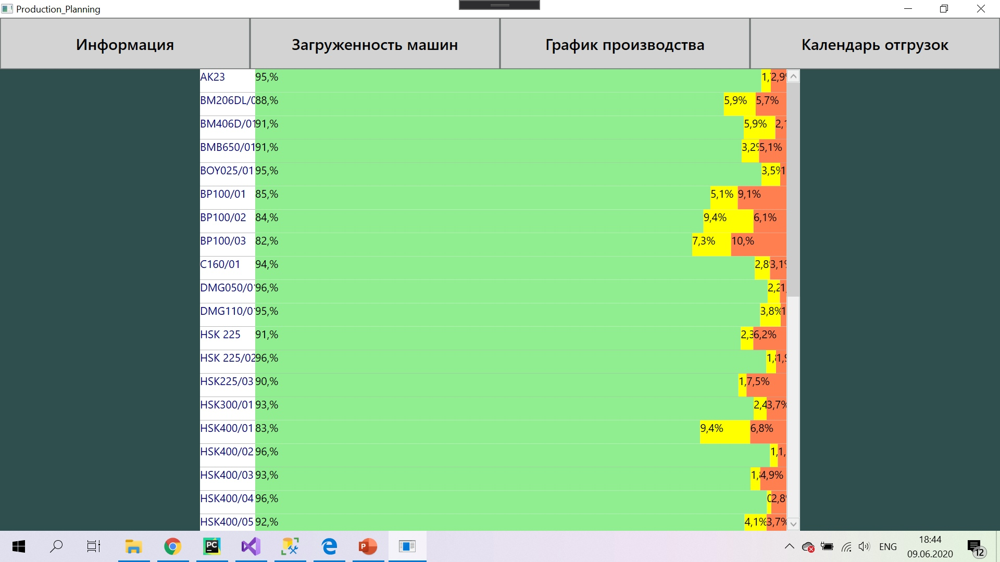 Production_Planning
Информация Загруженность машин График производства Календарь отгрузок
AK23 95,% 1, 2,9%
BM206DL/0 88,% 5,9% 5,7%
BM406D/01 91,% 5,9% 2,1
BMB650/01 91,% 3,2% 5,1%
BOY025/01 95,% 3,5% 1
BP100/01 85,% 5,1% 9,1%
BP100/02 84,% 9,4% 6,1%
BP100/03 82,% 7,3% 10,%
C160/01 94,% 2,8 3,1%
DMG050/01 96,% 2,2 1,
DMG110/01 95,% 3,8% 1
HSK 225 91,% 2,3 6,2%
HSK 225/02 96,% 1,8 1,9
HSK225/03 90,% 1, 7,5%
HSK300/01 93,% 2,4 3,7%
HSK400/01 83,% 9,4% 6,8%
HSK400/02 96,% 1, 1,
HSK400/03 93,% 1,8 4,9%
HSK400/04 96,% 0 2,8%
HSK400/05 92,% 4,1% 3,7%
PC
P
ENG
18:44
09.06.2020
12